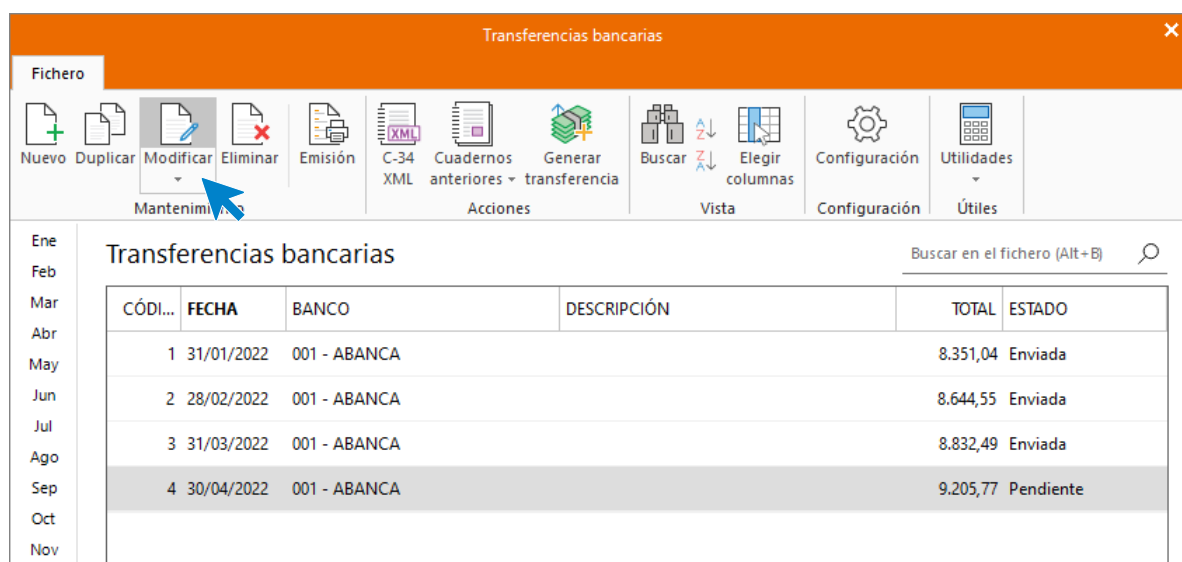 Transferencias bancarias
Fichero
Nuevo Duplicar Modificar Eliminar Emisión C-34 XML Cuadernos anteriores Generar transferencia Buscar Elegir columnas Configuración Utilidades
XML
A Z
Z A
Mantenimiento Acciones Vista Configuración Útiles
Ene
Feb
Mar
Abr
May
Jun
Jul
Ago
Sep
Oct
Nov
Transferencias bancarias
Buscar en el fichero (Alt+B)
CÓDI... FECHA BANCO DESCRIPCIÓN TOTAL ESTADO
1 31/01/2022 001 - ABANCA 8.351,04 Enviada
2 28/02/2022 001 - ABANCA 8.644,55 Enviada
3 31/03/2022 001 - ABANCA 8.832,49 Enviada
4 30/04/2022 001 - ABANCA 9.205,77 Pendiente